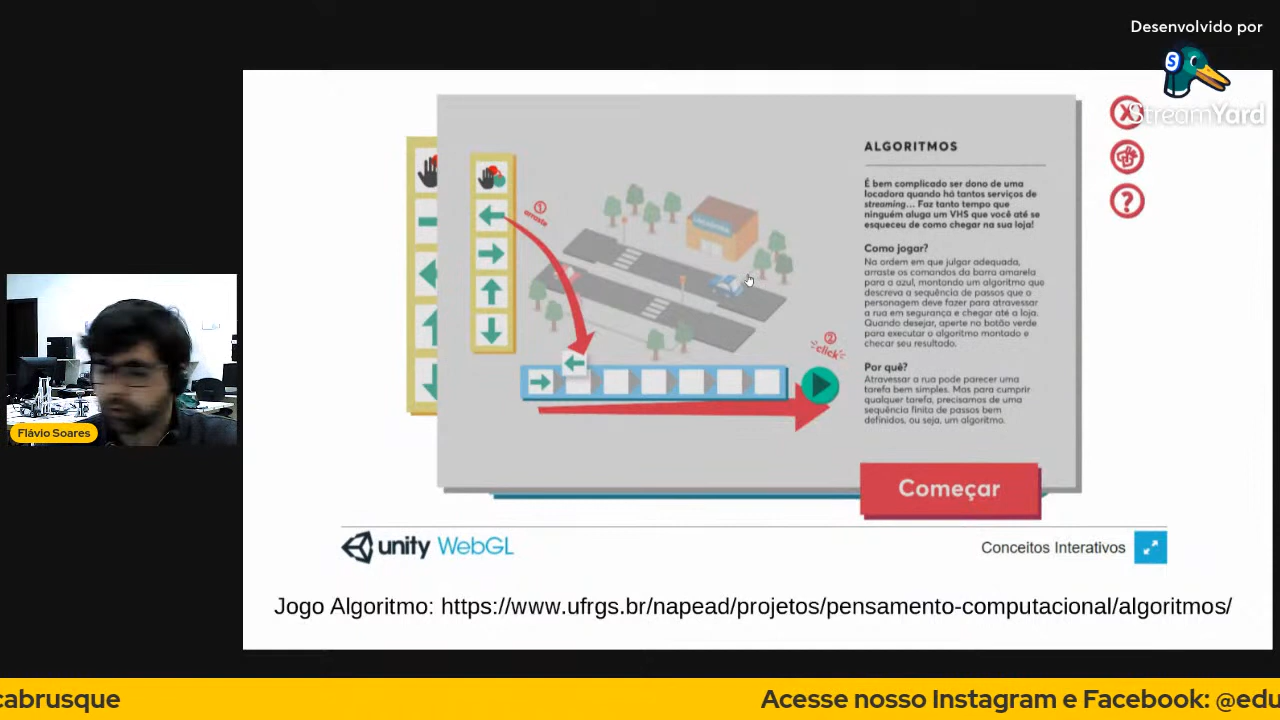 Desenvolvido por
StreamYard
ALGORITMOS
É bem complicado ser dono de uma
locadora quando há tantos serviços de
streaming... Faz tanto tempo que
ninguém aluga um VHS que você até se
esqueceu de como chegar na sua loja!
Como jogar?
Na ordem em que julgar adequada,
arraste os comandos da barra amarela
para a azul, montando um algoritmo que
descreva a sequência de passos que o
personagem deve fazer para atravessar
a rua em segurança e chegar até a loja.
Quando desejar, aperte no botão verde
para executar o algoritmo montado e
checar seu resultado.
Por quê?
Atravessar a rua pode parecer uma
tarefa bem simples. Mas para cumprir
qualquer tarefa, precisamos de uma
sequência finita de passos bem
definidos, ou seja, um algoritmo.
1
arraste
2
click
Começar
?
Flávio Soares
unity WebGL
Conceitos Interativos
Jogo Algoritmo: https://www.ufrgs.br/napead/projetos/pensamento-computacional/algoritmos/
cabrusque
Acesse nosso Instagram e Facebook: @edu